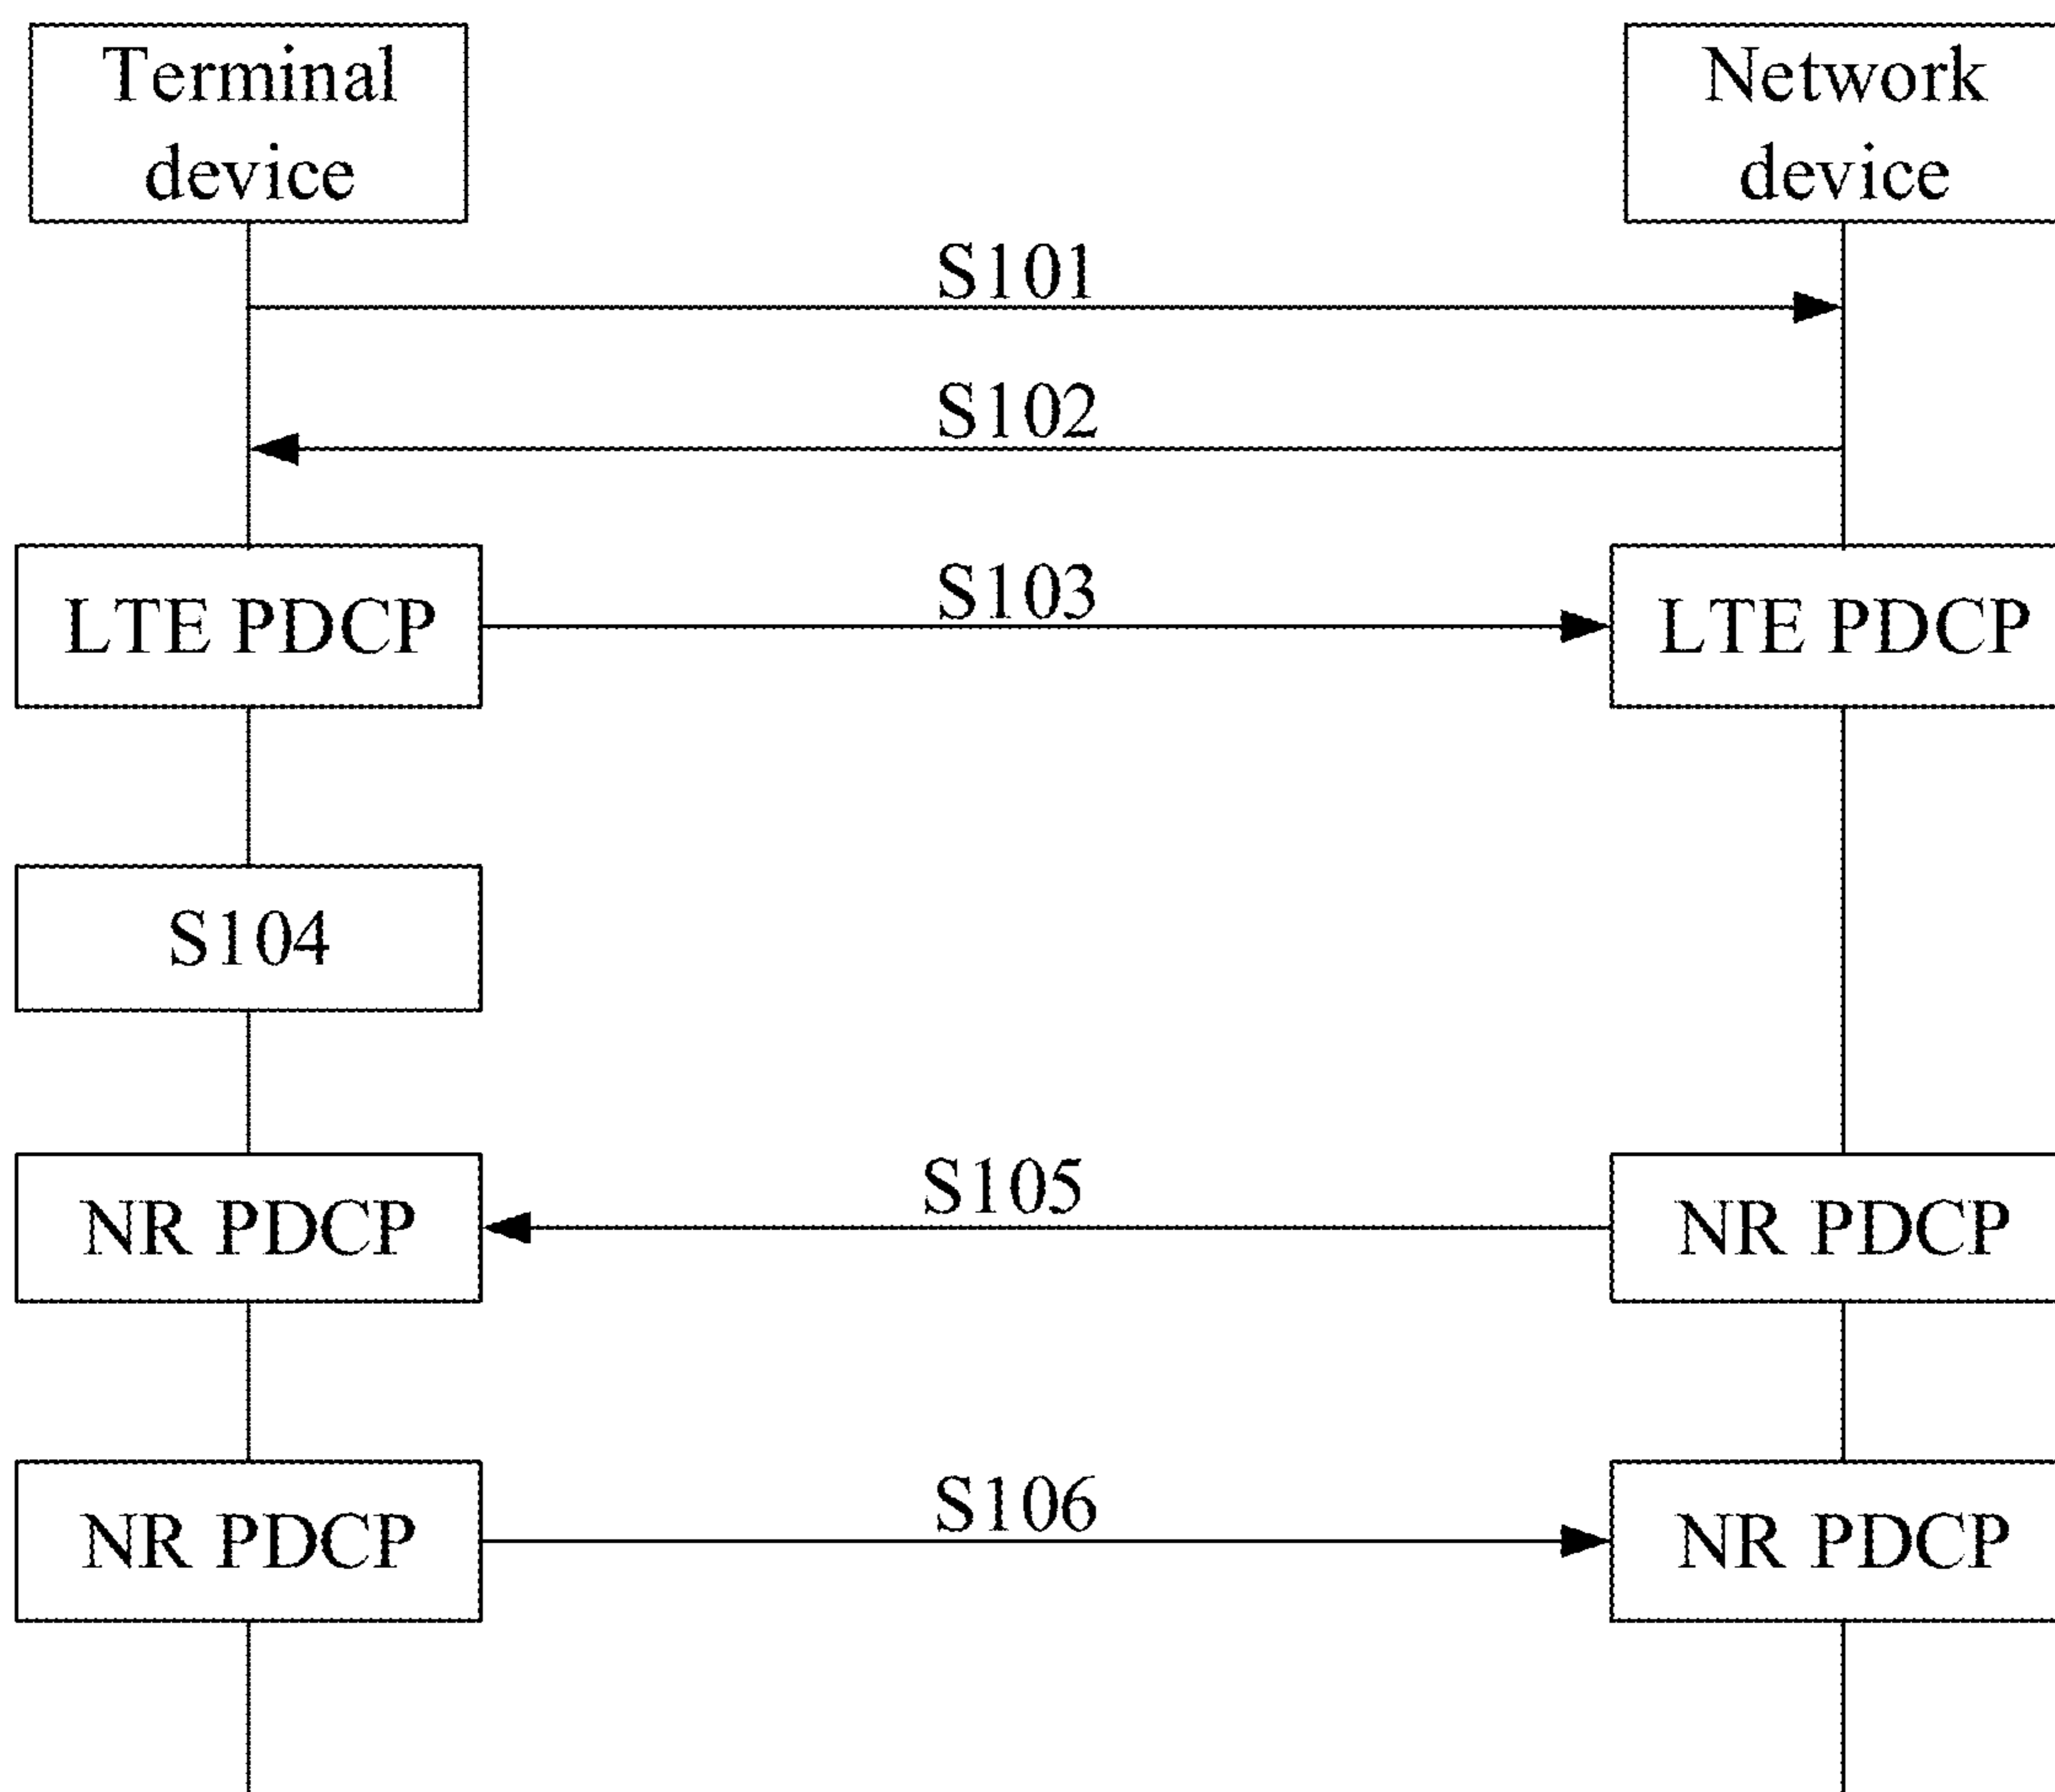 Terminal
device
Network
device
S101
S102
LTE PDCP
S103
LTE PDCP
S104
NR PDCP
S105
NR PDCP
NR PDCP
S106
NR PDCP